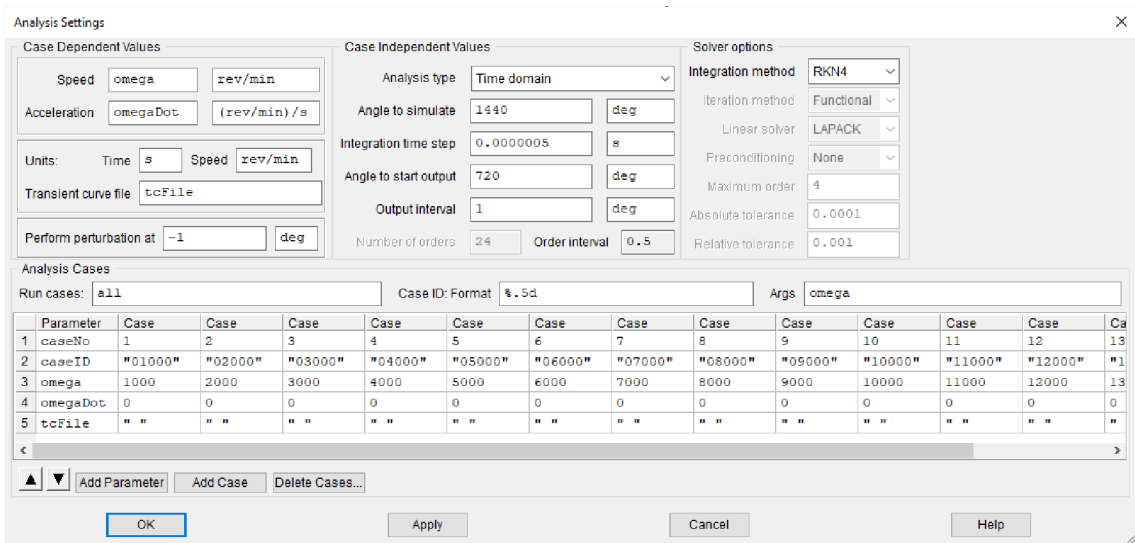 Analysis Settings
Case Dependent Values
Speed omega rev/min
Acceleration omegaDot (rev/min)/s
Units: Time s Speed rev/min
Transient curve file tcFile
Perform perturbation at -1 deg
Case Independent Values
Analysis type Time domain
Angle to simulate 1440 deg
Integration time step 0.0000005 s
Angle to start output 720 deg
Output interval 1 deg
Number of orders 24 Order interval 0.5
Solver options
Integration method RKN4
Iteration method Functional
Linear solver LAPACK
Preconditioning None
Maximum order 4
Absolute tolerance 0.0001
Relative tolerance 0.001
Analysis Cases
Run cases: all Case ID: Format %.5d Args omega
Parameter Case Case Case Case Case Case Case Case Case Case Case Case Ca
1 caseNo 1 2 3 4 5 6 7 8 9 10 11 12 13
2 caseID "01000" "02000" "03000" "04000" "05000" "06000" "07000" "08000" "09000" "10000" "11000" "12000" "1
3 omega 1000 2000 3000 4000 5000 6000 7000 8000 9000 10000 11000 12000 13
4 omegaDot 0 0 0 0 0 0 0 0 0 0 0 0 0
5 tcFile " " " " " " " " " " " " " " " " " " " " " " " " "
Add Parameter Add Case Delete Cases...
OK Apply Cancel Help